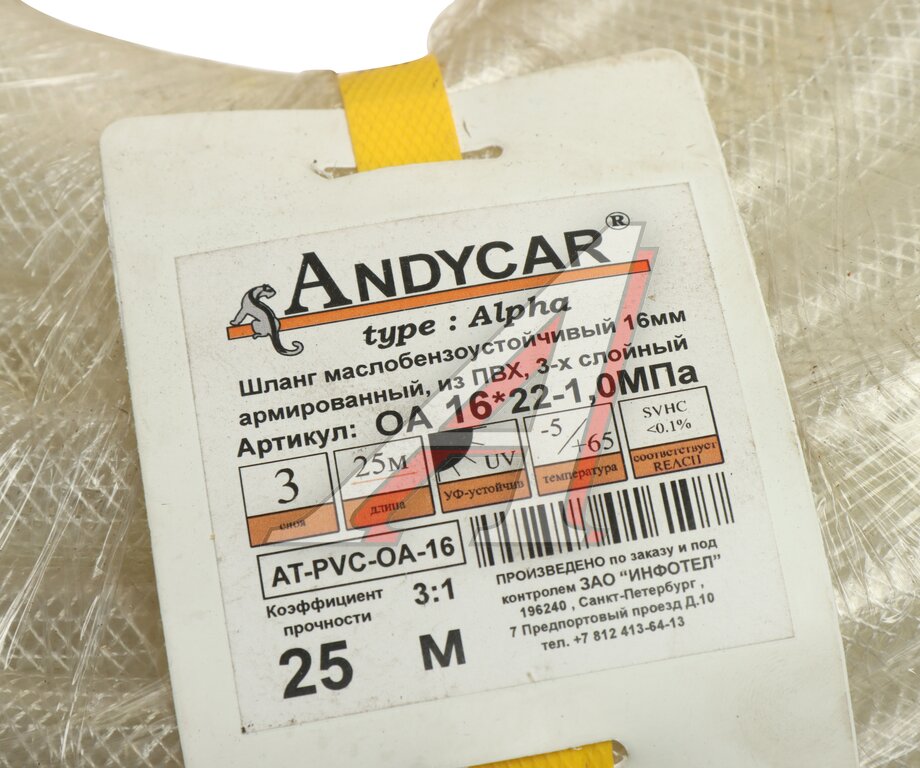 ANDYCAR®
type : Alpha
Шланг маслобензоустойчивый 16мм
армированный, из ПВХ, 3-х слойный
Артикул: ОА 16*22-1,0МПа
3
слоя
25м
длина
UV
УФ-устойчив
-5 / +65
температура
SVHC
<0.1%
соответствует
REACH
AT-PVC-OA-16
Коэффициент
прочности
3:1
25 М
ПРОИЗВЕДЕНО по заказу и под
контролем ЗАО "ИНФОТЕЛ"
196240 , Санкт-Петербург ,
7 Предпортовый проезд Д.10
тел. +7 812 413-64-13